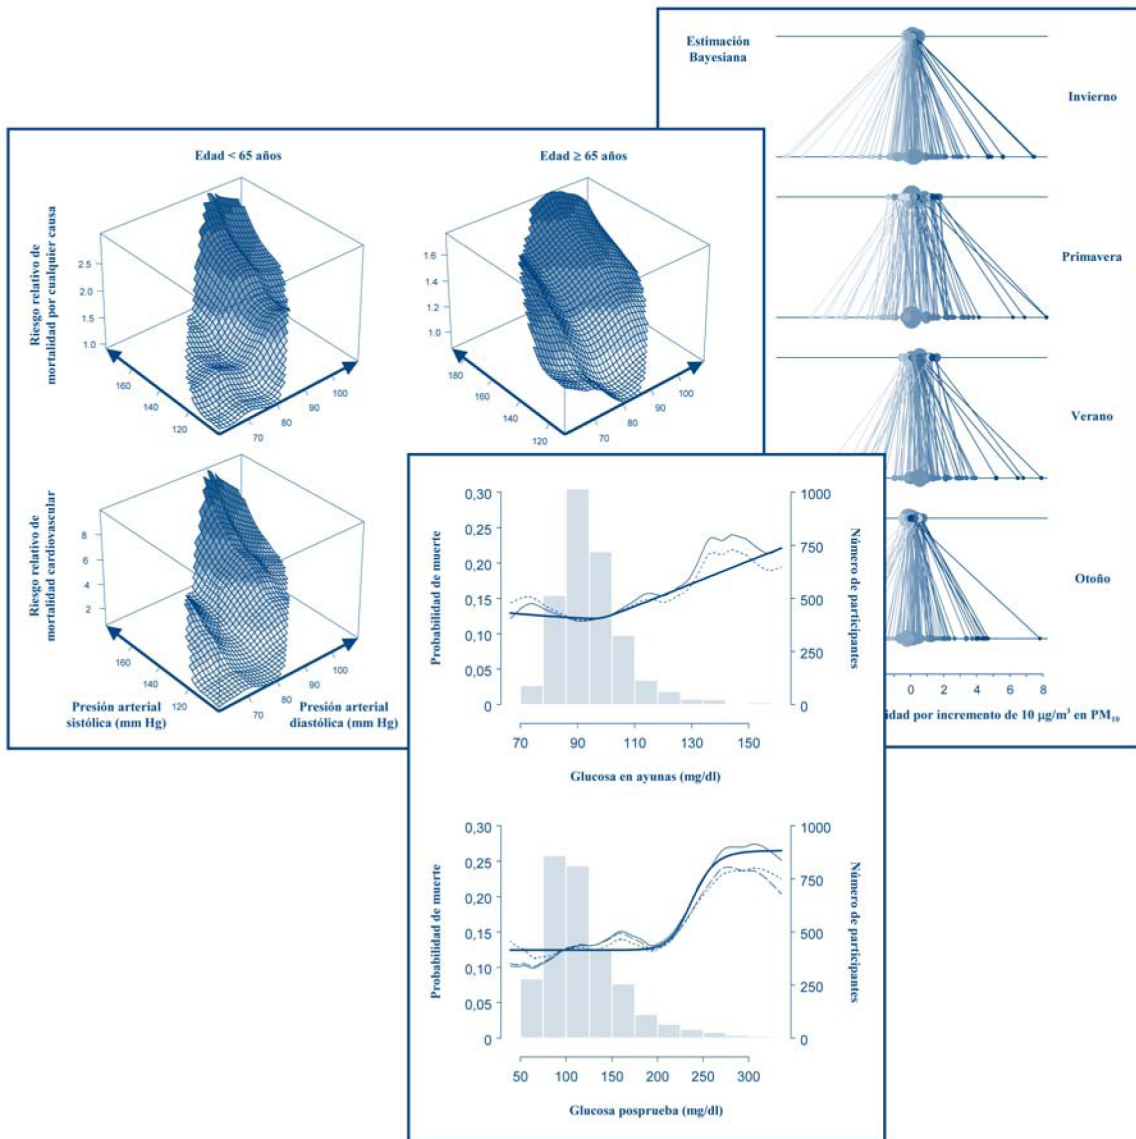 Estimación
Bayesiana
Invierno
Primavera
Verano
Otoño
0 2 4 6 8
idad por incremento de 10 µg/m³ en PM₁₀
Edad < 65 años
Edad ≥ 65 años
Riesgo relativo de
mortalidad por cualquier causa
2.5
2.0
1.5
1.0
160
140
120
70
80
90
100
1.6
1.4
1.2
1.0
180
160
140
120
70
80
90
100
Riesgo relativo de
mortalidad cardiovascular
8
6
4
2
160
140
120
70
80
90
100
Presión arterial
sistólica (mm Hg)
Presión arterial
diastólica (mm Hg)
Probabilidad de muerte
0,30
0,25
0,20
0,15
0,10
0,05
0
1000
750
500
250
0
Número de
participantes
70 90 110 130 150
Glucosa en ayunas (mg/dl)
Probabilidad de muerte
0,30
0,25
0,20
0,15
0,10
0,05
0
1000
750
500
250
0
Número de
participantes
50 100 150 200 250 300
Glucosa posprueba (mg/dl)